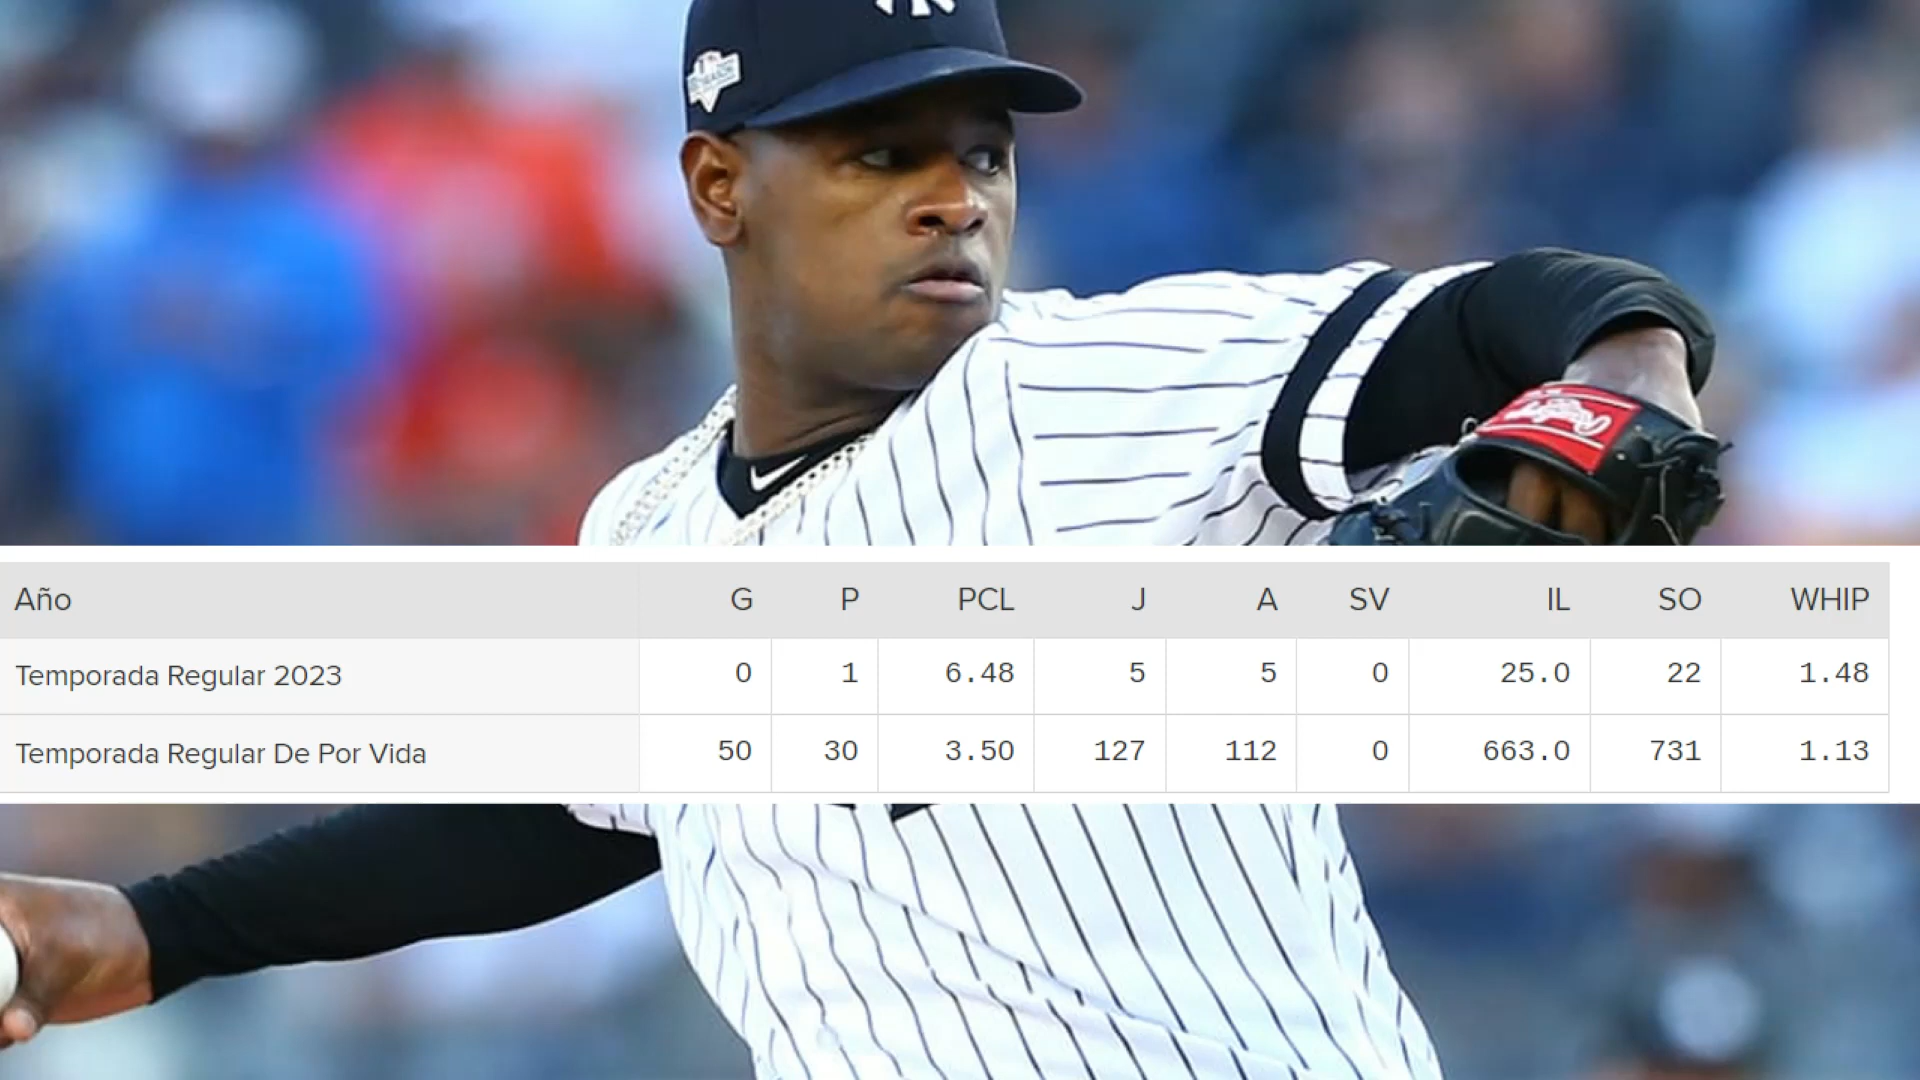 NY
Año G P PCL J A SV IL SO WHIP
Temporada Regular 2023 0 1 6.48 5 5 0 25.0 22 1.48
Temporada Regular De Por Vida 50 30 3.50 127 112 0 663.0 731 1.13